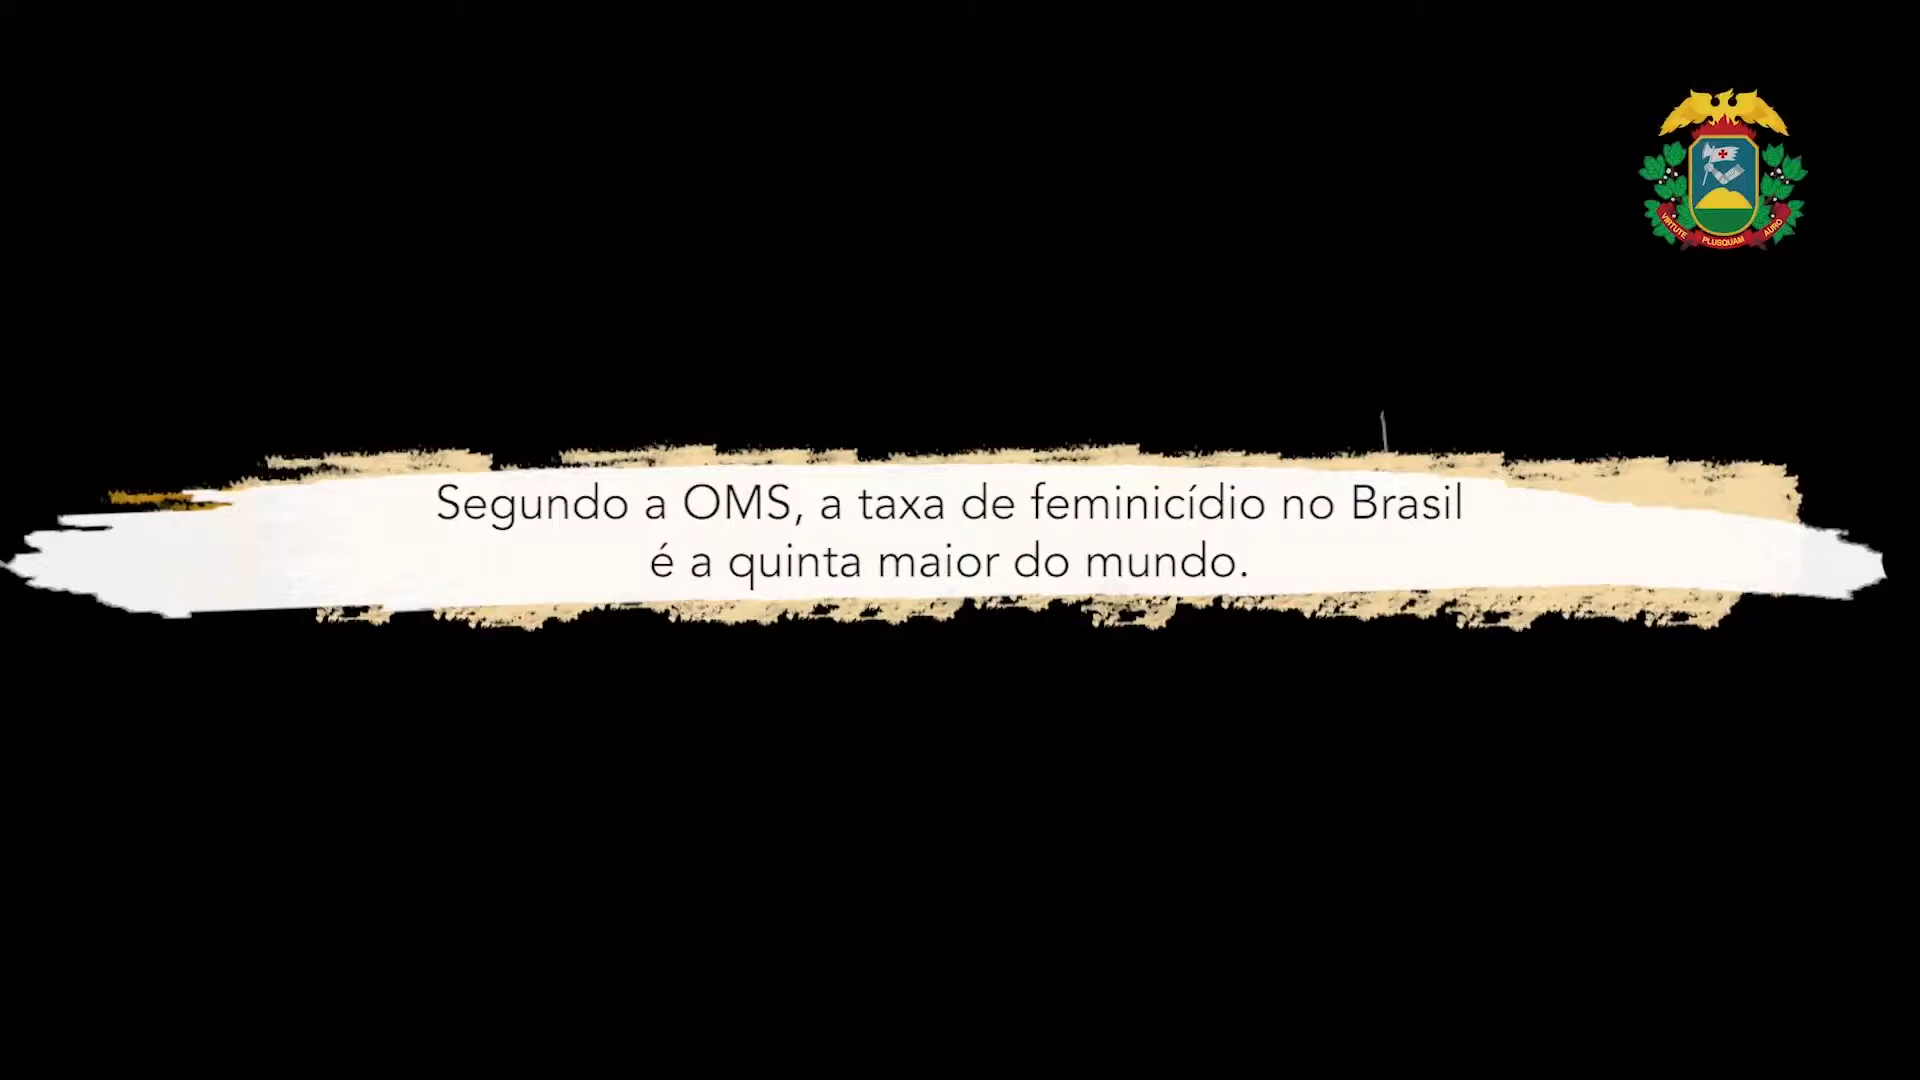 VIRTUTE PLUSQUAM AURO
Segundo a OMS, a taxa de feminicídio no Brasil
é a quinta maior do mundo.